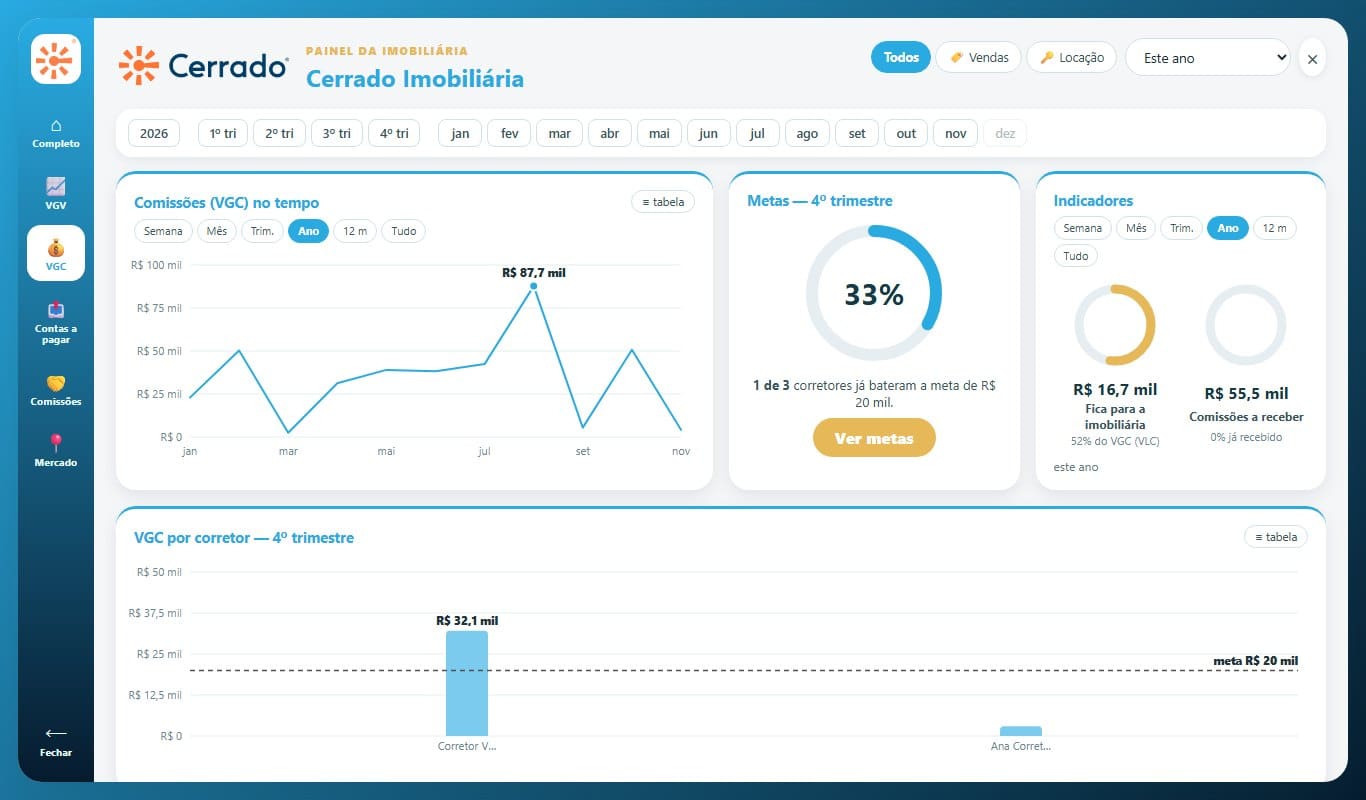 Cerrado
PAINEL DA IMOBILIÁRIA
Cerrado Imobiliária
Todos
Vendas
Locação
Este ano
×
Completo
VGV
VGC
Contas a
pagar
Comissões
Mercado
Fechar
2026 1º tri 2º tri 3º tri 4º tri jan fev mar abr mai jun jul ago set out nov dez
Comissões (VGC) no tempo
≡ tabela
Semana Mês Trim. Ano 12 m Tudo
R$ 100 mil
R$ 75 mil
R$ 50 mil
R$ 25 mil
R$ 0
R$ 87,7 mil
jan mar mai jul set nov
Metas — 4º trimestre
33%
1 de 3 corretores já bateram a meta de R$
20 mil.
Ver metas
Indicadores
Semana Mês Trim. Ano 12 m
Tudo
R$ 16,7 mil
Fica para a
imobiliária
52% do VGC (VLC)
R$ 55,5 mil
Comissões a receber
0% já recebido
este ano
VGC por corretor — 4º trimestre
≡ tabela
R$ 50 mil
R$ 37,5 mil
R$ 25 mil
R$ 12,5 mil
R$ 0
R$ 32,1 mil
meta R$ 20 mil
Corretor V...
Ana Corret...